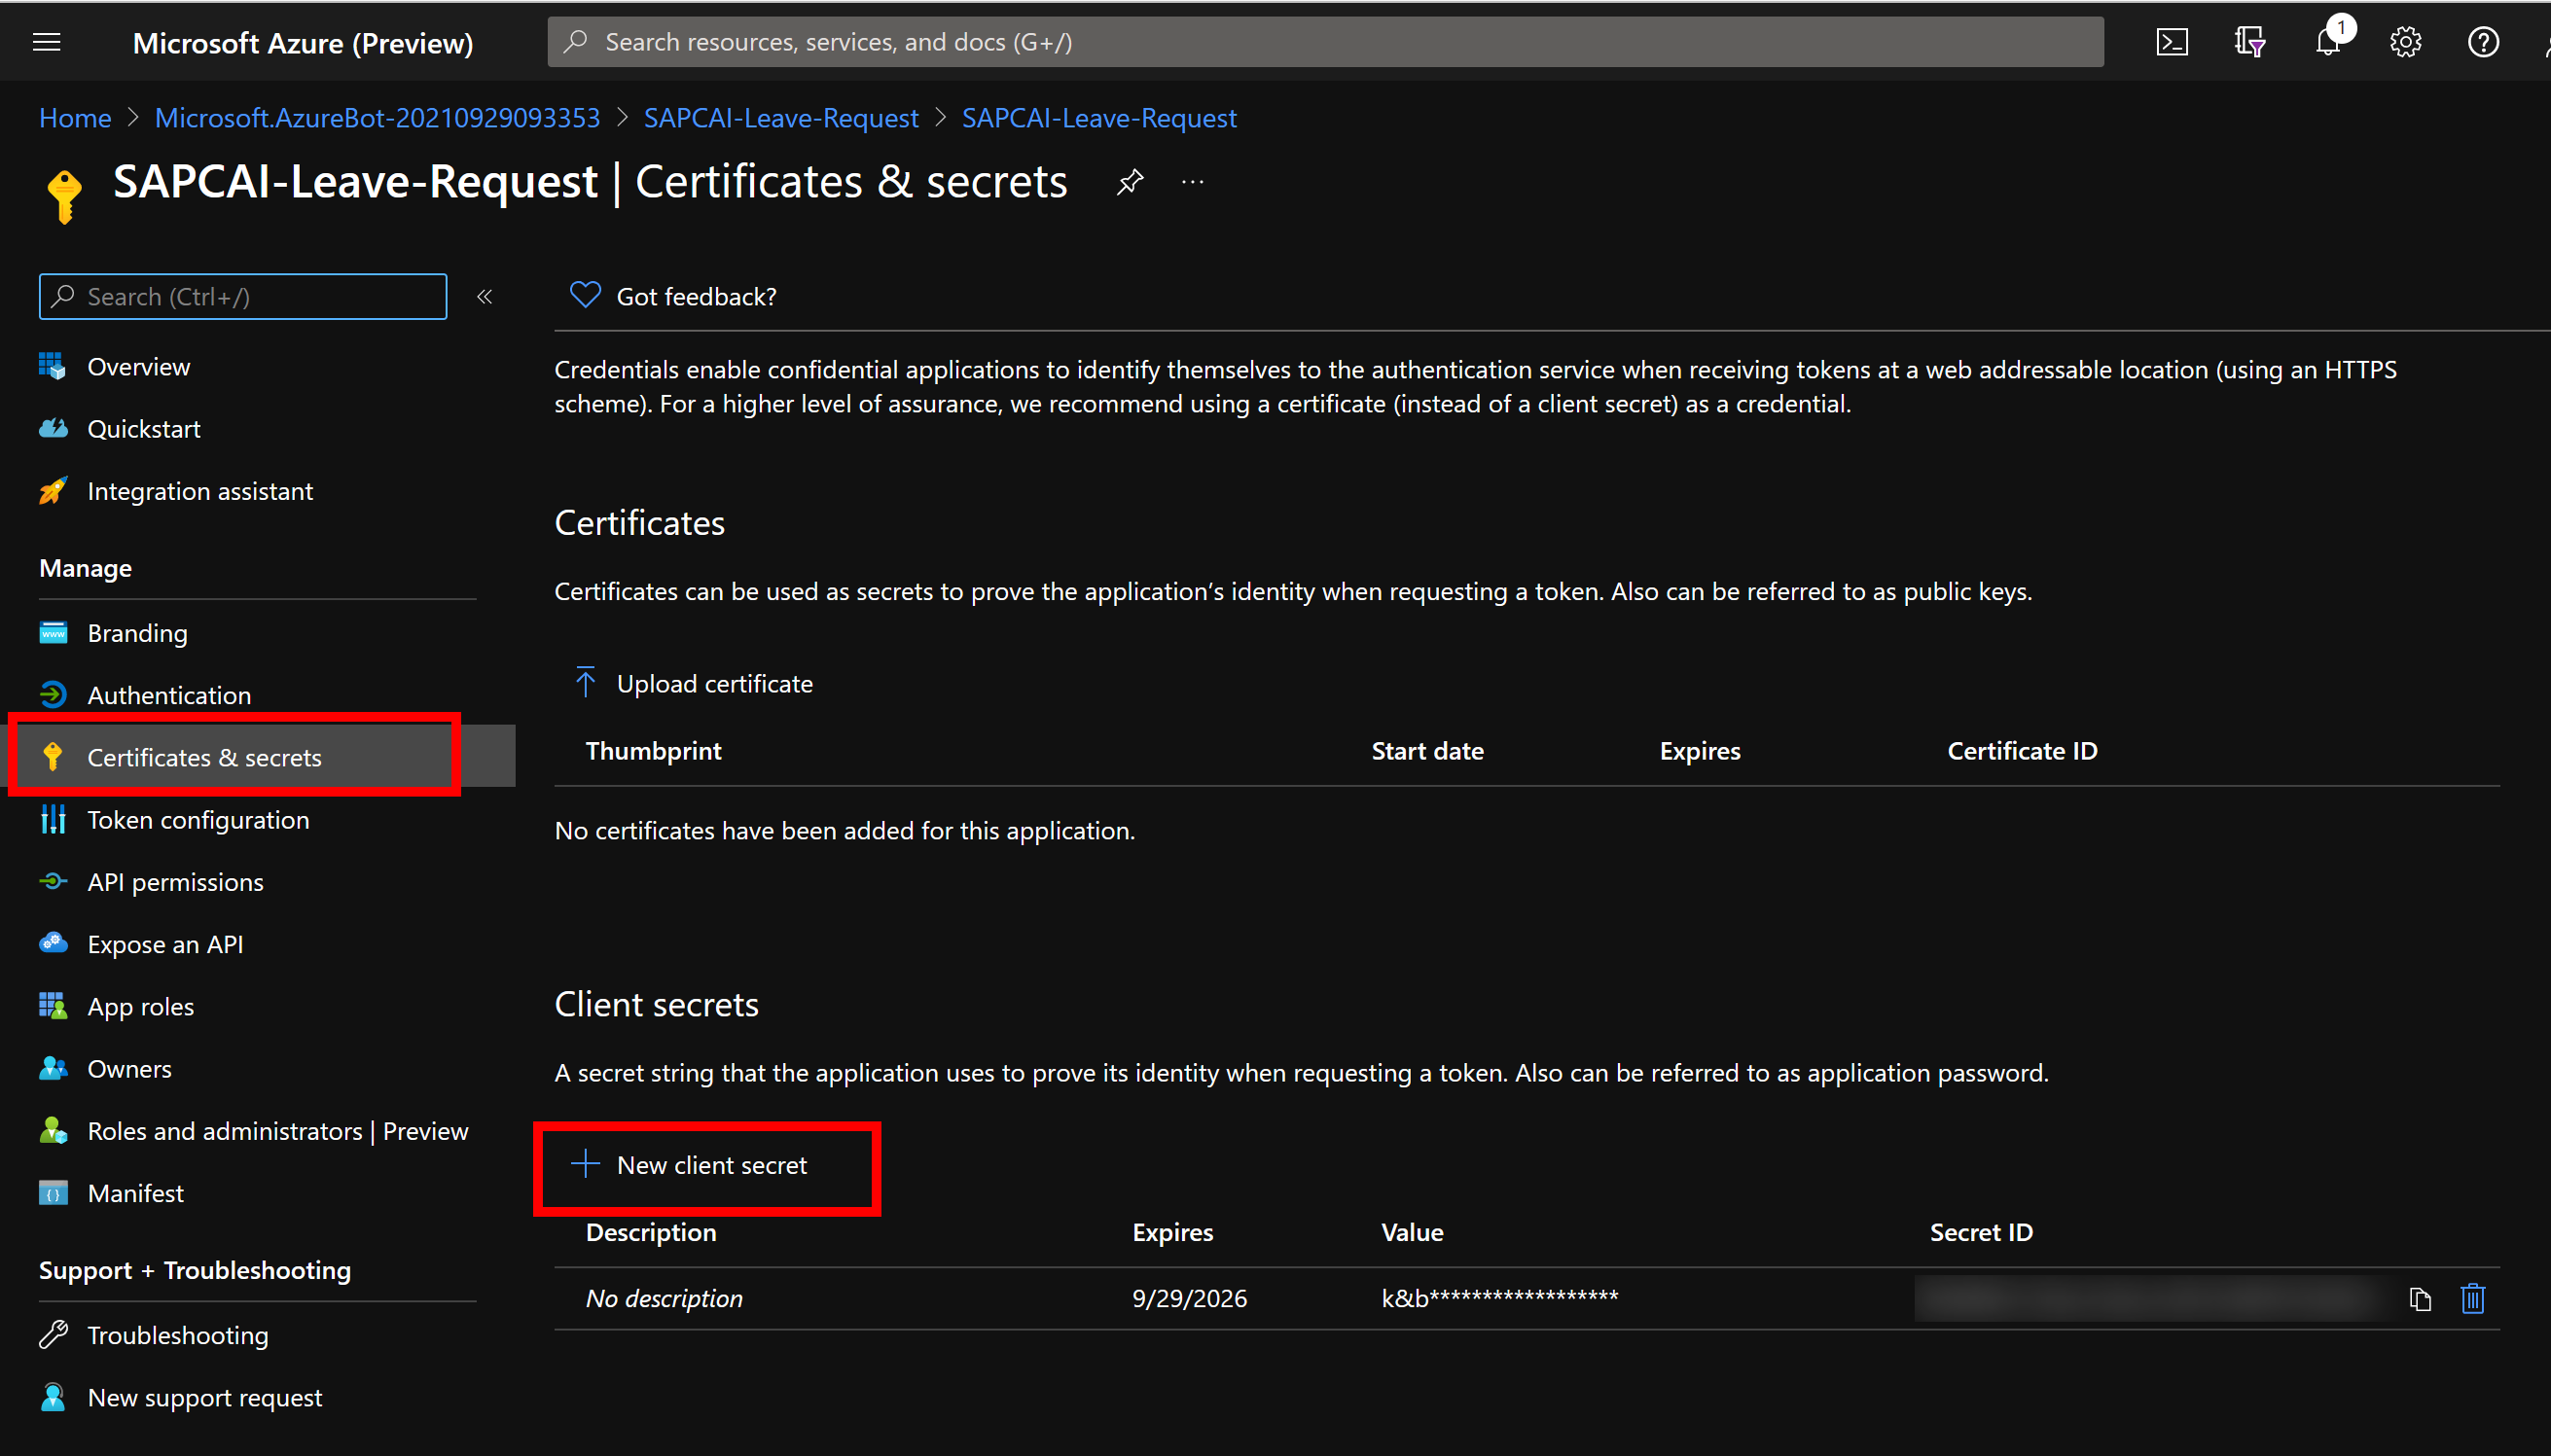 Microsoft Azure (Preview)
Search resources, services, and docs (G+/)
1
Home > Microsoft.AzureBot-20210929093353 > SAPCAI-Leave-Request > SAPCAI-Leave-Request
SAPCAI-Leave-Request | Certificates & secrets
Search (Ctrl+/)
Overview
Quickstart
Integration assistant
Manage
Branding
Authentication
Certificates & secrets
Token configuration
API permissions
Expose an API
App roles
Owners
Roles and administrators | Preview
Manifest
Support + Troubleshooting
Troubleshooting
New support request
Got feedback?
Credentials enable confidential applications to identify themselves to the authentication service when receiving tokens at a web addressable location (using an HTTPS
scheme). For a higher level of assurance, we recommend using a certificate (instead of a client secret) as a credential.
Certificates
Certificates can be used as secrets to prove the application’s identity when requesting a token. Also can be referred to as public keys.
Upload certificate
Thumbprint Start date Expires Certificate ID
No certificates have been added for this application.
Client secrets
A secret string that the application uses to prove its identity when requesting a token. Also can be referred to as application password.
New client secret
Description Expires Value Secret ID
No description 9/29/2026 k&b******************